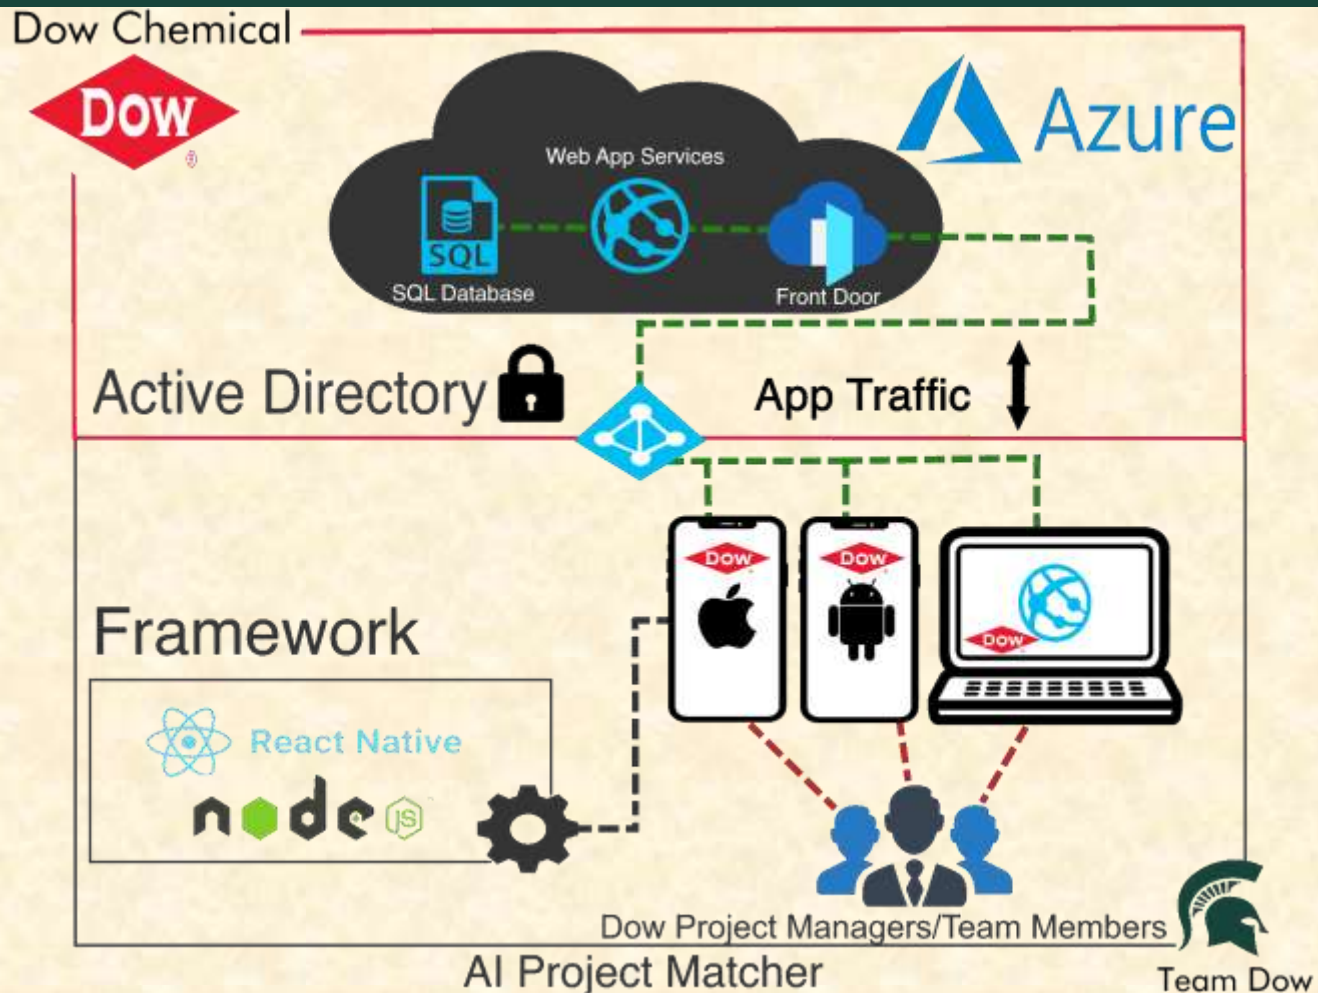 Dow Chemical
Dow
Azure
Web App Services
SQL
SQL Database
Front Door
Active Directory
App Traffic
Dow
Dow
Dow
Framework
React Native
node JS
Dow Project Managers/Team Members
AI Project Matcher
Team Dow